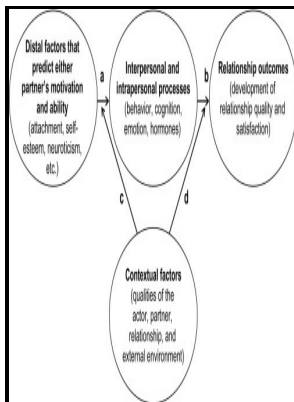 Distal factors that
predict either
partner's motivation
and ability
(attachment, self-
esteem, neuroticism,
etc.)
a
Interpersonal and
intrapersonal processes
(behavior, cognition,
emotion, hormones)
b
Relationship outcomes
(development of
relationship quality and
satisfaction)
c
d
Contextual factors
(qualities of the
actor, partner,
relationship, and
external environment)